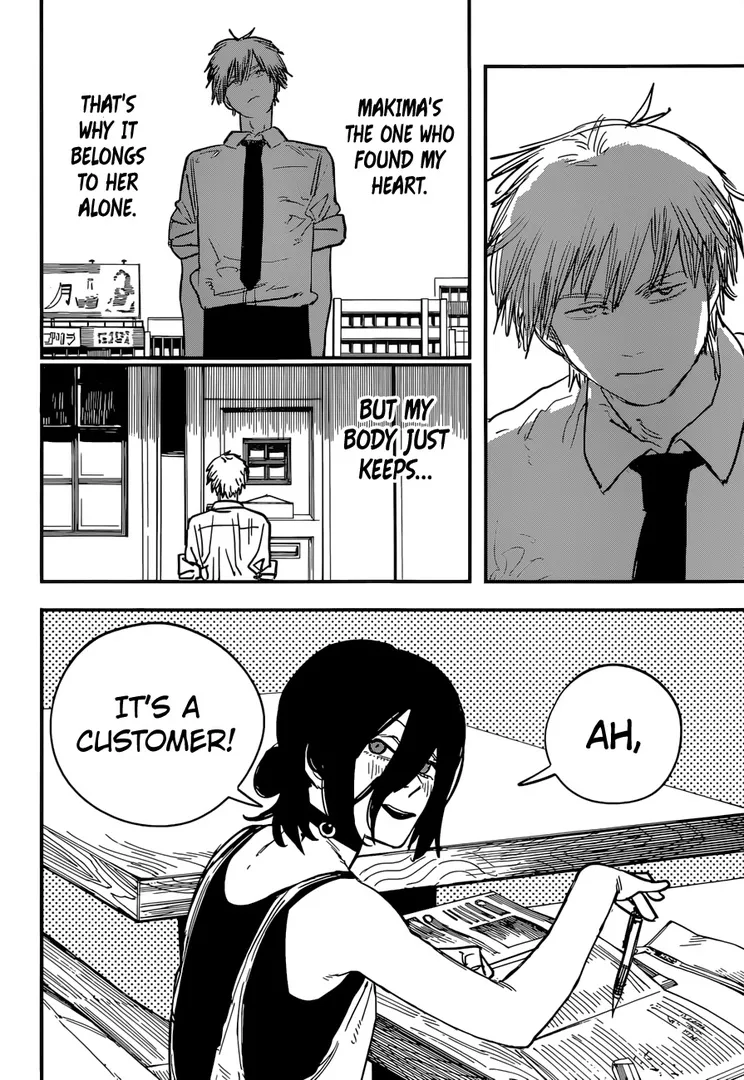 MAKIMA'S
THE ONE WHO
FOUND MY
HEART.
THAT'S
WHY IT
BELONGS
TO HER
ALONE.
BUT MY
BODY JUST
KEEPS...
AH,
IT'S A
CUSTOMER!